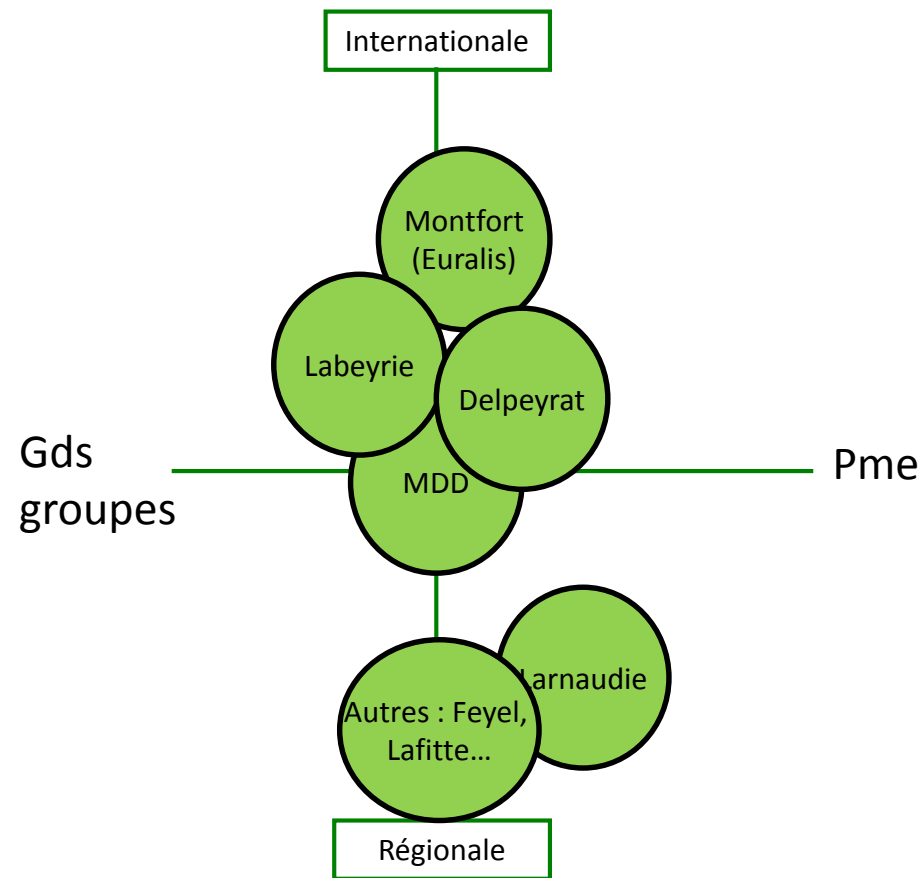 Internationale
Montfort
(Euralis)
Labeyrie
Delpeyrat
Gds
groupes
MDD
Pme
Larnaudie
Autres : Feyel,
Lafitte...
Régionale